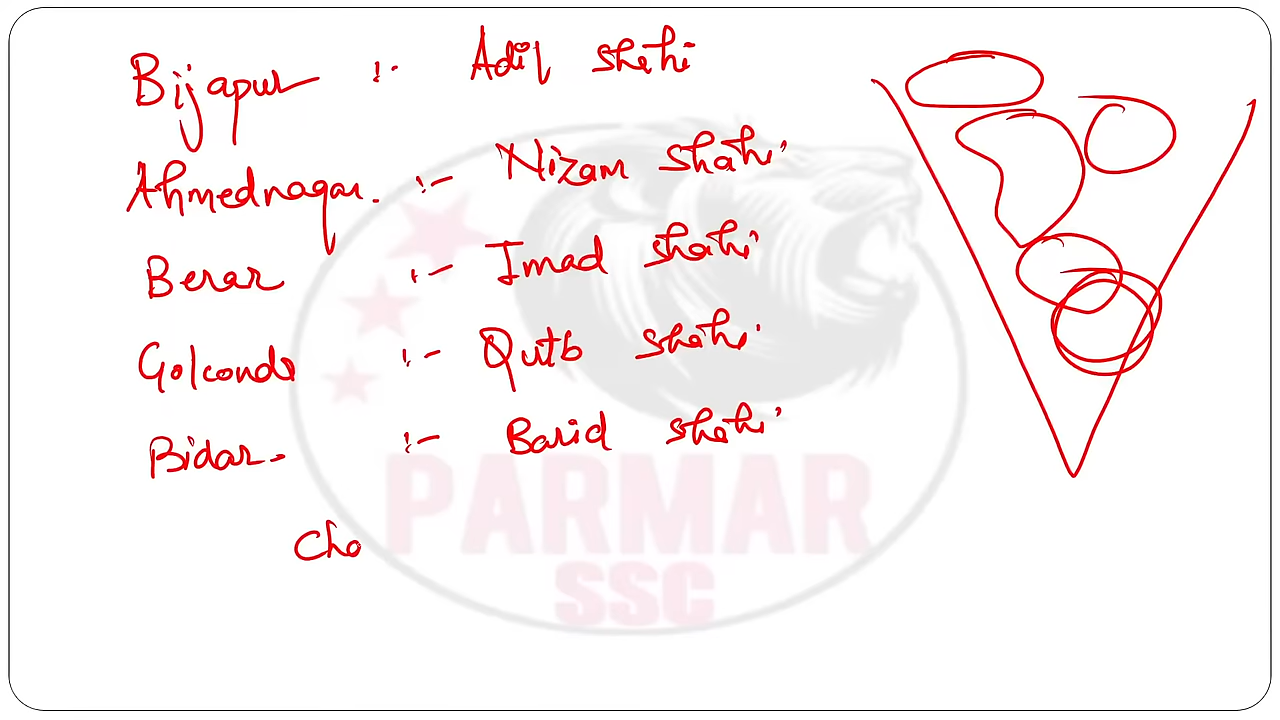 Bijapur :- Adil Shahi
Ahmednagar. :- Nizam Shahi
Berar :- Imad Shahi
Golconda :- Qutb Shahi
Bidar. :- Barid Shahi
Cho
PARMAR
SSC